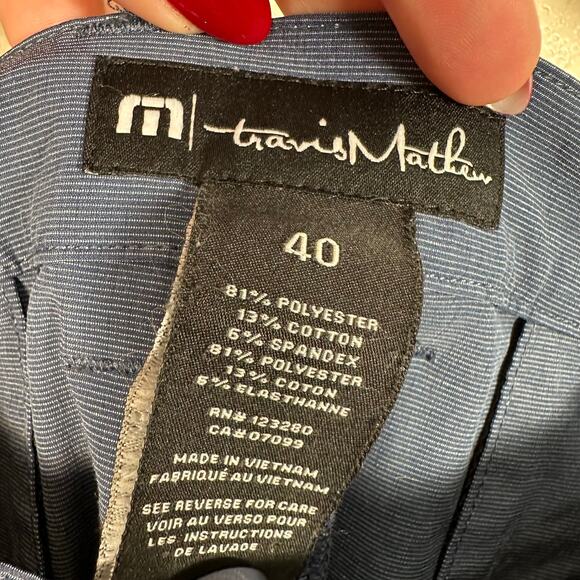 m | travisMathew
40
81% POLYESTER
13% COTTON
6% SPANDEX
81% POLYESTER
13% COTON
6% ELASTHANNE
RN# 123280
CA# 07099
MADE IN VIETNAM
FABRIQUÉ AU VIETNAM
SEE REVERSE FOR CARE
VOIR AU VERSO POUR
LES INSTRUCTIONS
DE LAVAGE